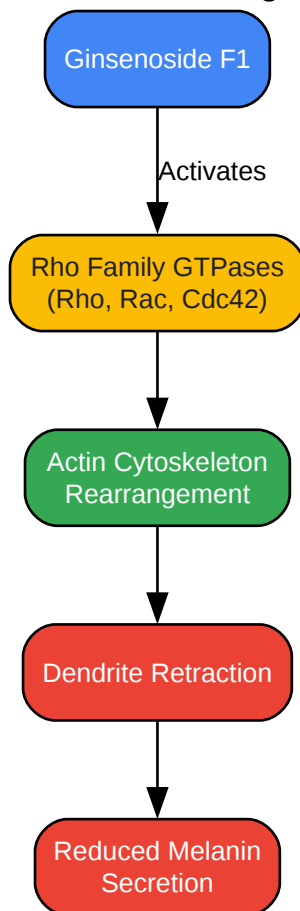 Ginsenoside F1
Activates
Rho Family GTPases
(Rho, Rac, Cdc42)
Actin Cytoskeleton
Rearrangement
Dendrite Retraction
Reduced Melanin
Secretion